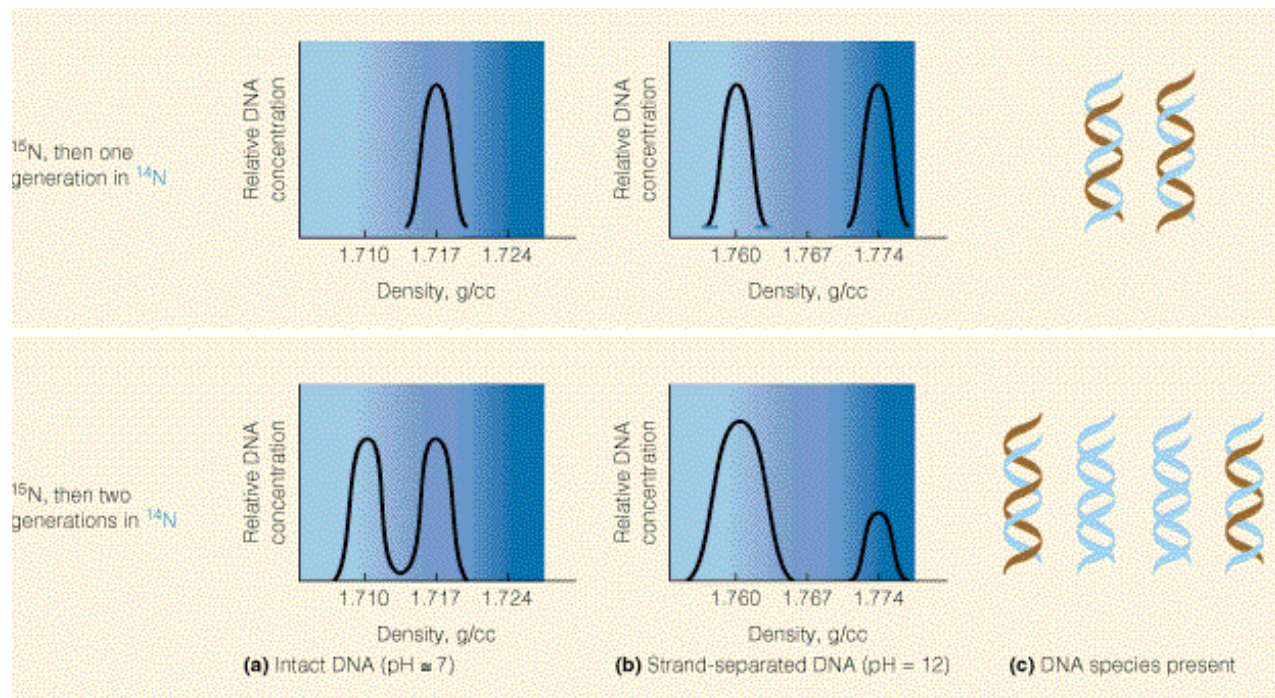 Relative DNA
concentration
1.710 1.717 1.724
Density, g/cc
Relative DNA
concentration
1.760 1.767 1.774
Density, g/cc
¹⁵N, then one
generation in ¹⁴N
Relative DNA
concentration
1.710 1.717 1.724
Density, g/cc
(a) Intact DNA (pH ≅ 7)
Relative DNA
concentration
1.760 1.767 1.774
Density, g/cc
(b) Strand-separated DNA (pH = 12)
(c) DNA species present
¹⁵N, then two
generations in ¹⁴N